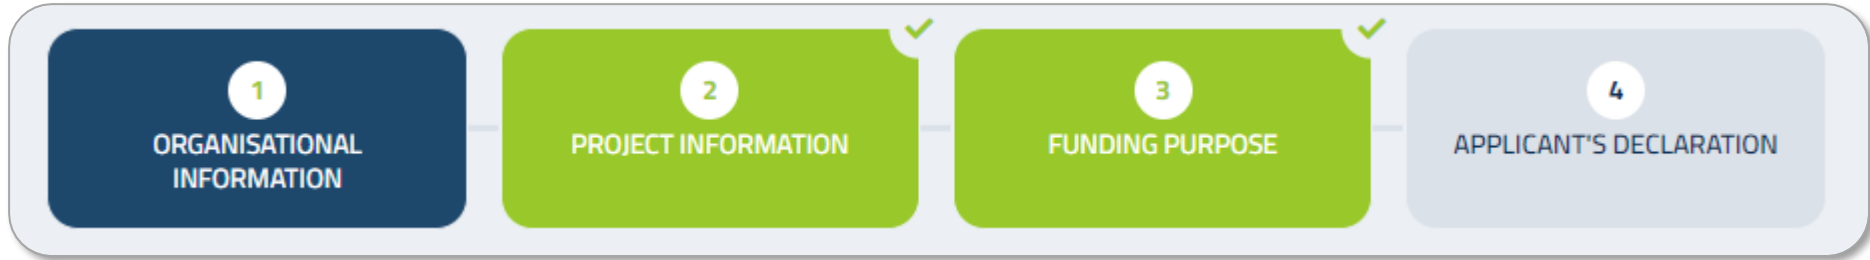 1
ORGANISATIONAL
INFORMATION
2
PROJECT INFORMATION
3
FUNDING PURPOSE
4
APPLICANT'S DECLARATION